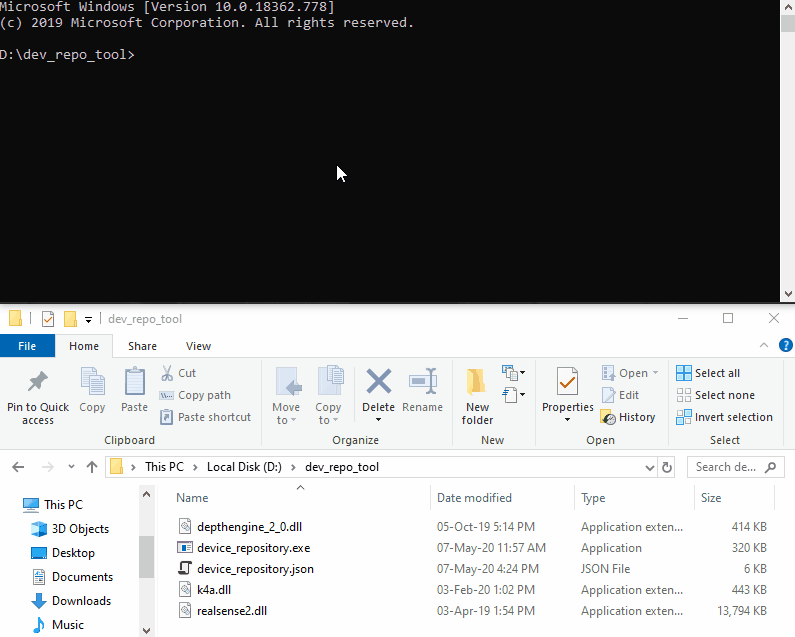 Microsoft Windows [Version 10.0.18362.778]
(c) 2019 Microsoft Corporation. All rights reserved.
D:\dev_repo_tool>
dev_repo_tool
File Home Share View
Pin to Quick access
Copy
Paste
Cut
Copy path
Paste shortcut
Move to
Copy to
Delete
Rename
New folder
Properties
Open
Edit
History
Select all
Select none
Invert selection
Clipboard Organize New Open Select
This PC > Local Disk (D:) > dev_repo_tool
Search de...
This PC
3D Objects
Desktop
Documents
Downloads
Music
Name Date modified Type Size
depthengine_2_0.dll 05-Oct-19 5:14 PM Application exten... 414 KB
device_repository.exe 07-May-20 11:57 AM Application 320 KB
device_repository.json 07-May-20 4:24 PM JSON File 6 KB
k4a.dll 03-Feb-20 1:02 PM Application exten... 443 KB
realsense2.dll 03-Apr-19 1:54 PM Application exten... 13,794 KB